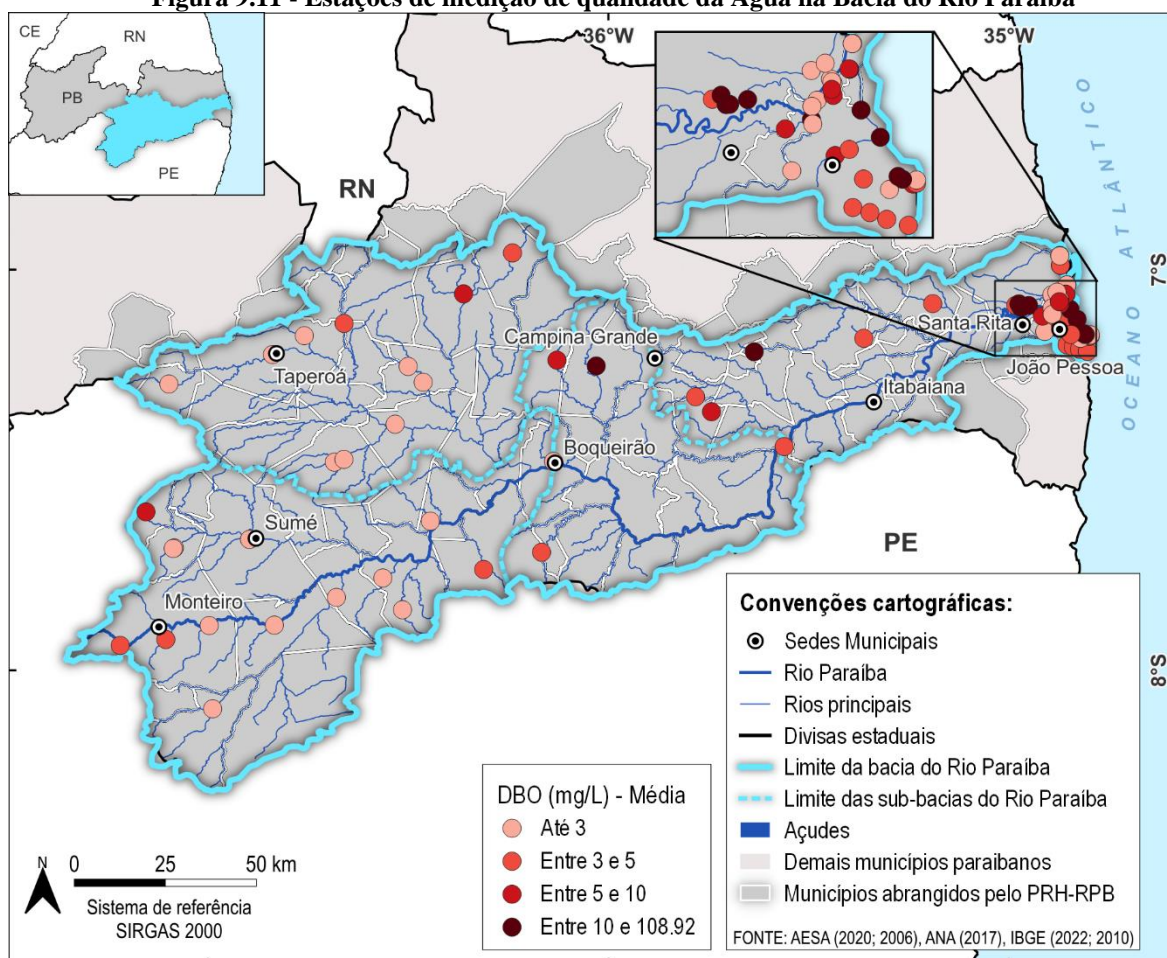 Figura 9.11 - Estações de medição de qualidade da Água na Bacia do Rio Paraíba
36°W
35°W
CE
RN
PB
PE
RN
OCEANO ATLÂNTICO
7°S
Campina Grande
Santa Rita
João Pessoa
Taperoá
Itabaiana
Boqueirão
Sumé
PE
Monteiro
8°S
Convenções cartográficas:
Sedes Municipais
Rio Paraíba
Rios principais
Divisas estaduais
Limite da bacia do Rio Paraíba
Limite das sub-bacias do Rio Paraíba
Açudes
Demais municípios paraibanos
Municípios abrangidos pelo PRH-RPB
FONTE: AESA (2020; 2006), ANA (2017), IBGE (2022; 2010)
DBO (mg/L) - Média
Até 3
Entre 3 e 5
Entre 5 e 10
Entre 10 e 108.92
N
0 25 50 km
Sistema de referência
SIRGAS 2000